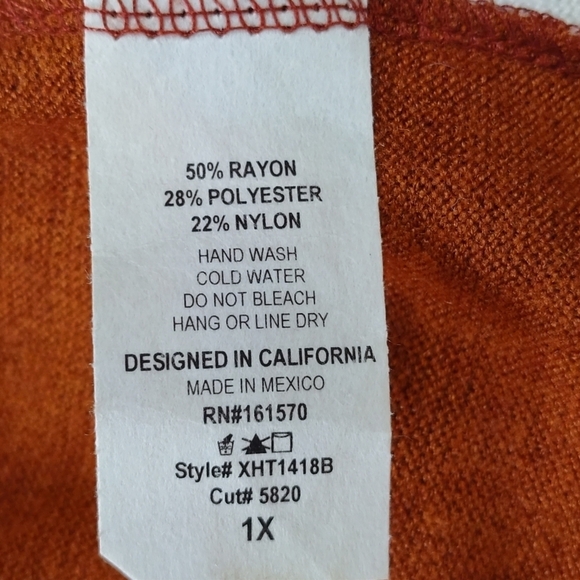 50% RAYON
28% POLYESTER
22% NYLON
HAND WASH
COLD WATER
DO NOT BLEACH
HANG OR LINE DRY
DESIGNED IN CALIFORNIA
MADE IN MEXICO
RN#161570
Style# XHT1418B
Cut# 5820
1X